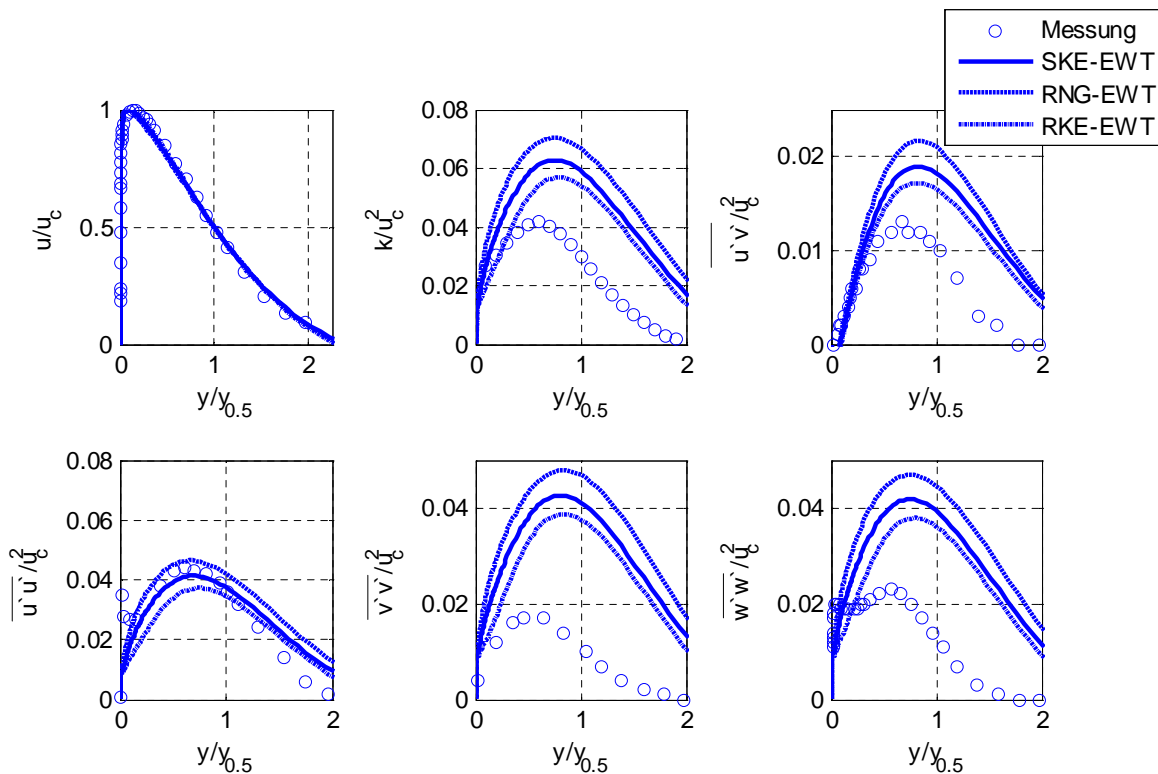 Messung
SKE-EWT
RNG-EWT
RKE-EWT
u/u_c
1
0.5
0
0 1 2
y/y_0.5
k/u_c^2
0.08
0.06
0.04
0.02
0
0 1 2
y/y_0.5
u`v`/u_c^2
0.02
0.01
0
0 1 2
y/y_0.5
u`u`/u_c^2
0.08
0.06
0.04
0.02
0
0 1 2
y/y_0.5
v`v`/u_c^2
0.04
0.02
0
0 1 2
y/y_0.5
w`w`/u_c^2
0.04
0.02
0
0 1 2
y/y_0.5